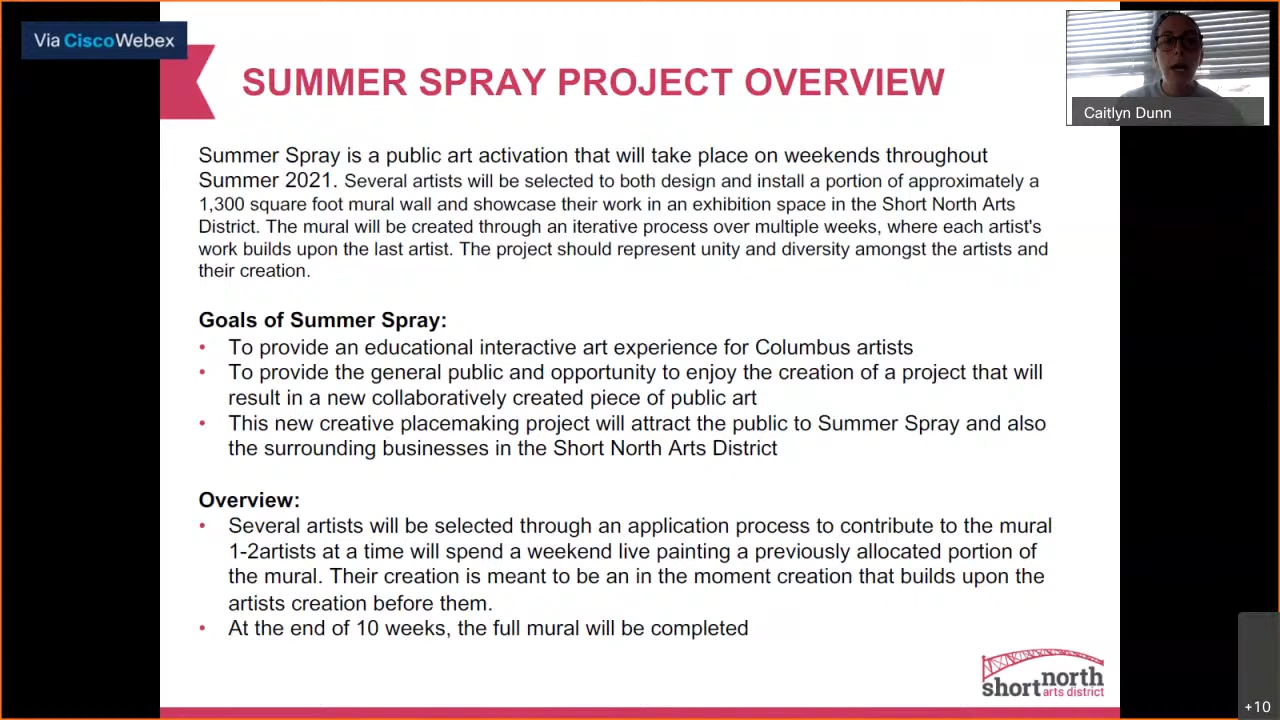 Via CiscoWebex
SUMMER SPRAY PROJECT OVERVIEW
Caitlyn Dunn
Summer Spray is a public art activation that will take place on weekends throughout
Summer 2021. Several artists will be selected to both design and install a portion of approximately a
1,300 square foot mural wall and showcase their work in an exhibition space in the Short North Arts
District. The mural will be created through an iterative process over multiple weeks, where each artist's
work builds upon the last artist. The project should represent unity and diversity amongst the artists and
their creation.
Goals of Summer Spray:
• To provide an educational interactive art experience for Columbus artists
• To provide the general public and opportunity to enjoy the creation of a project that will
result in a new collaboratively created piece of public art
• This new creative placemaking project will attract the public to Summer Spray and also
the surrounding businesses in the Short North Arts District
Overview:
• Several artists will be selected through an application process to contribute to the mural
1-2artists at a time will spend a weekend live painting a previously allocated portion of
the mural. Their creation is meant to be an in the moment creation that builds upon the
artists creation before them.
• At the end of 10 weeks, the full mural will be completed
short north
arts district
+10